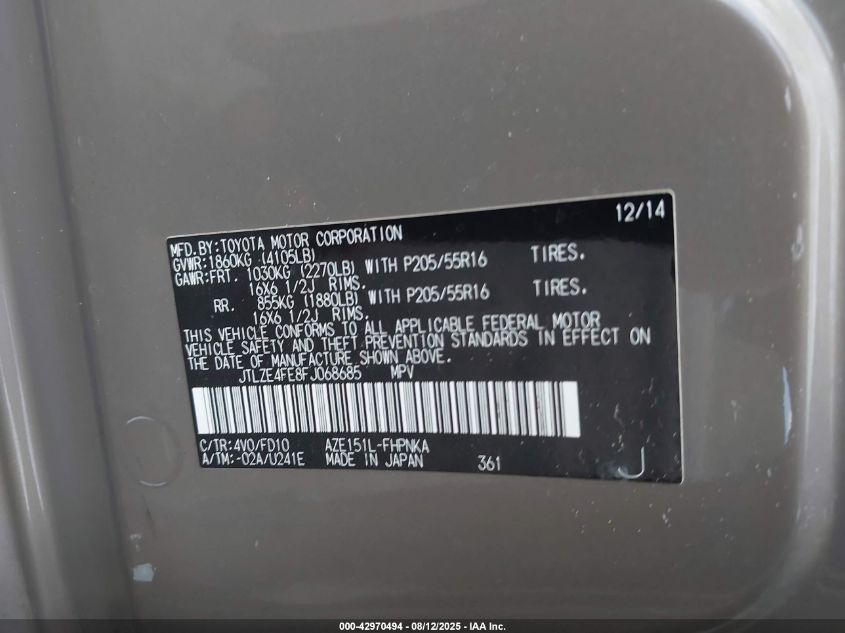 12/14
MFD.BY:TOYOTA MOTOR CORPORATION
GVWR:1860KG (4105LB)
GAWR:FRT. 1030KG (2270LB) WITH P205/55R16 TIRES.
16X6 1/2J RIMS.
RR. 855KG (1880LB) WITH P205/55R16 TIRES.
16X6 1/2J RIMS.
THIS VEHICLE CONFORMS TO ALL APPLICABLE FEDERAL MOTOR
VEHICLE SAFETY AND THEFT PREVENTION STANDARDS IN EFFECT ON
THE DATE OF MANUFACTURE SHOWN ABOVE.
JTLZE4FE8FJ068685 MPV
C/TR:4V0/FD10 AZE151L-FHPNKA
A/TM:-02A/U241E MADE IN JAPAN 361 J
000-42970494 - 08/12/2025 - IAA Inc.